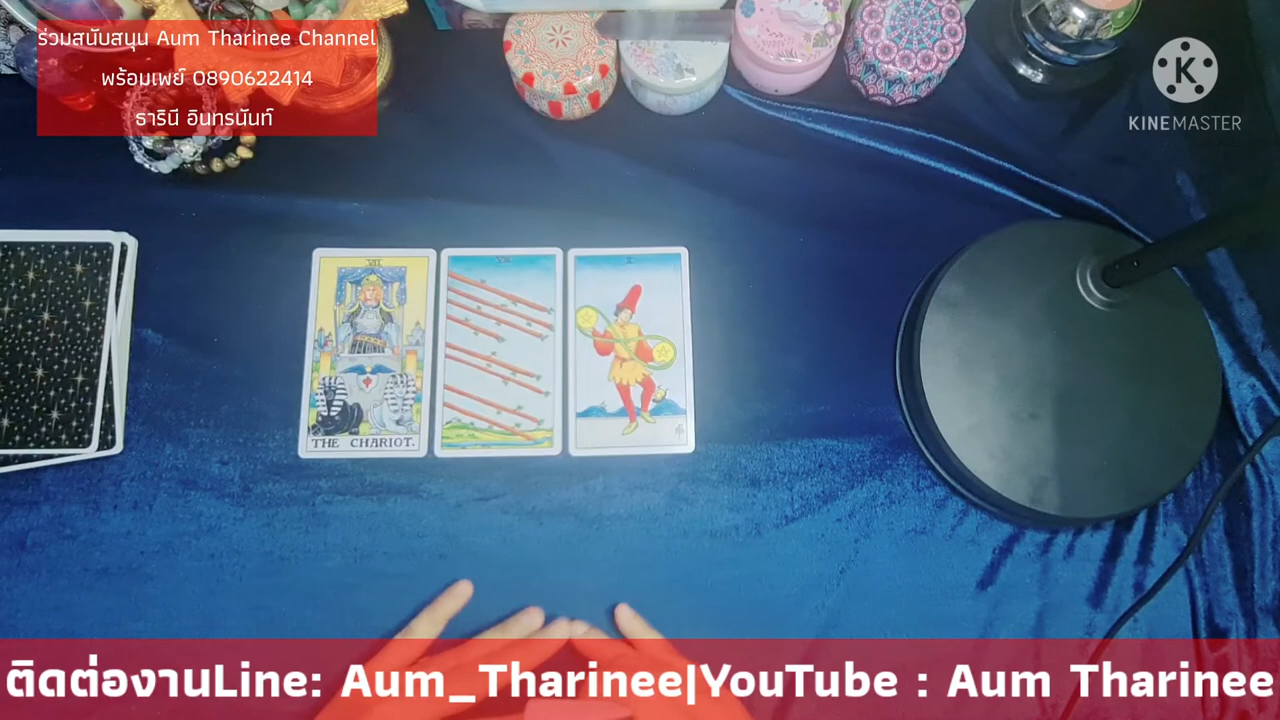 ร่วมสนับสนุน Aum Tharinee Channel
พร้อมเพย์ 0890622414
ธารินี อินทรนันท์
KINEMASTER
VII
THE CHARIOT.
ติดต่องานLine: Aum_Tharinee|YouTube : Aum Tharinee